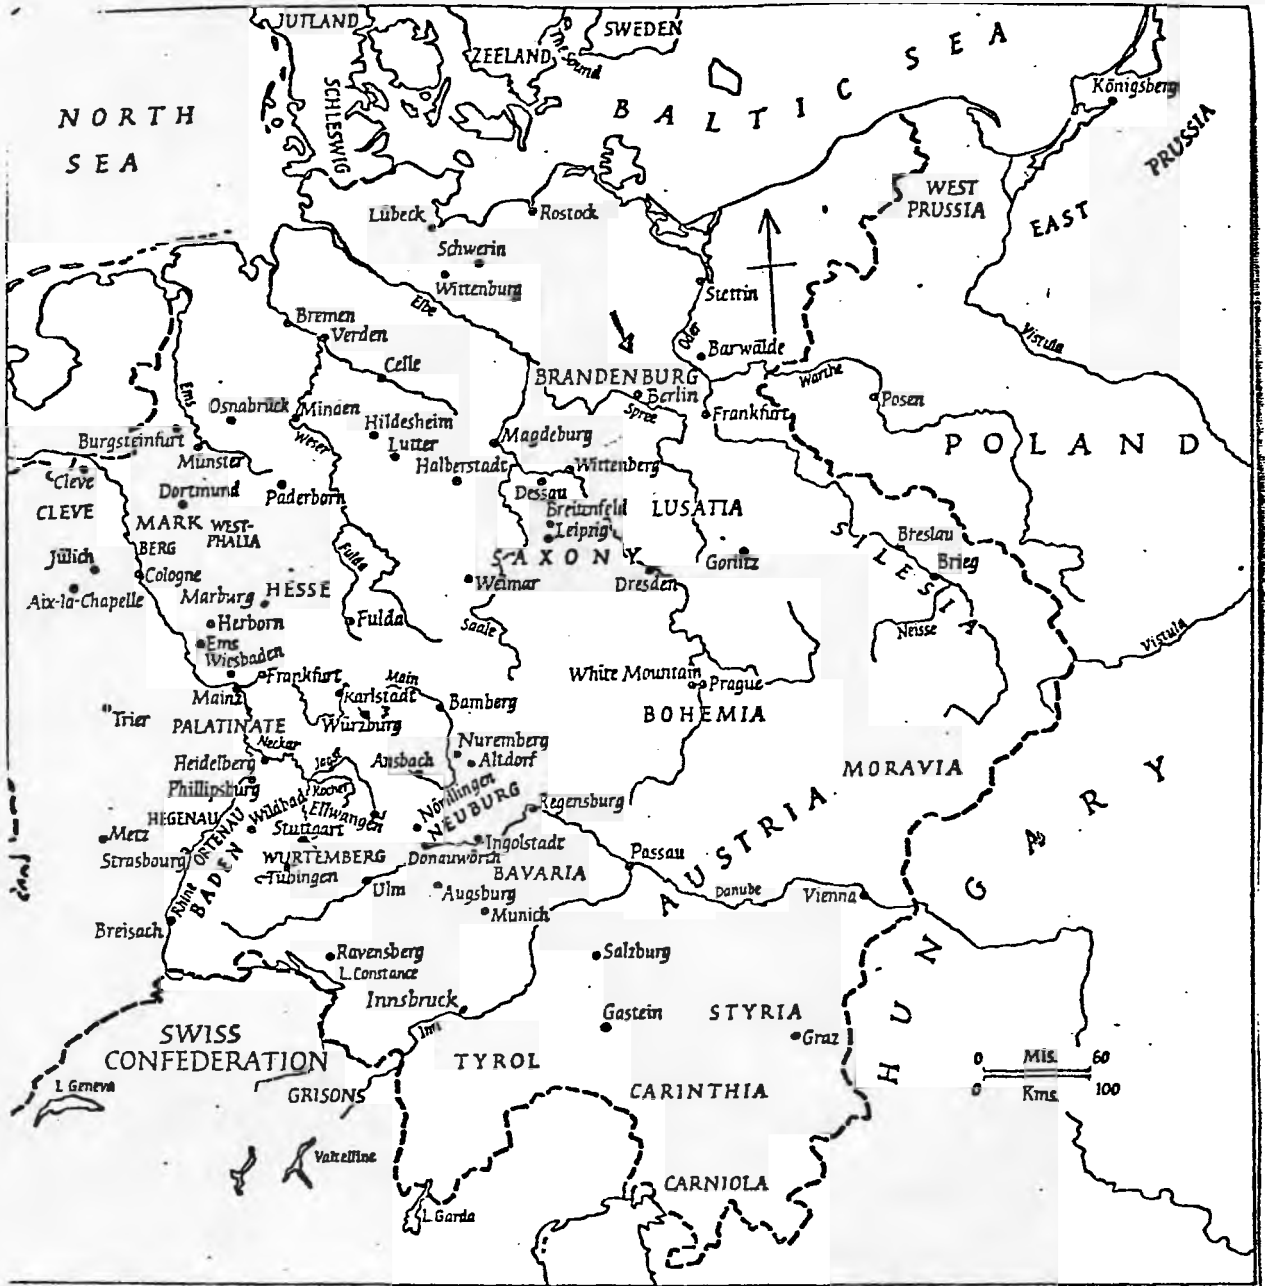 JUTLAND
SWEDEN
ZEELAND
The Sound
BALTIC SEA
Königsberg
NORTH
SEA
SCHLESWIG
PRUSSIA
WEST
PRUSSIA
EAST
Lübeck
Rostock
Schwerin
Wittenburg
Elbe
Stettin
Bremen
Verden
Oder
Barwälde
Vistula
Celle
BRANDENBURG
Warthe
Ems
Berlin
Posen
Osnabrück
Minden
Spree
Frankfurt
Hildesheim
Burgsteinfurt
Weser
Lutter
Magdeburg
POLAND
Münster
Halberstadt
Wittenberg
Cleve
Dortmund
Paderborn
Dessau
CLEVE
Breitenfeld
LUSATIA
MARK
WEST-
PHALIA
Leipzig
SILESIA
Breslau
BERG
Jülich
Fulda
SAXONY
Gorlitz
Brieg
Cologne
HESSE
Weimar
Dresden
Aix-la-Chapelle
Marburg
Herborn
Fulda
Saale
Neisse
Vistula
Ems
Wiesbaden
Frankfurt
Main
White Mountain
Prague
Mainz
Karlstadt
Bamberg
Trier
PALATINATE
Würzburg
BOHEMIA
Neckar
Nuremberg
Heidelberg
Jagst
Ansbach
Altdorf
MORAVIA
Phillipsburg
Kocher
Nördlingen
NEUBURG
Regensburg
HEGENAU
ORTENAU
Wildbad
Ellwangen
Metz
Stuttgart
Ingolstadt
Strasbourg
BADEN
WURTEMBERG
Donauwörth
Passau
AUSTRIA
Tübingen
BAVARIA
Rhine
Ulm
Augsburg
Danube
Vienna
Breisach
Munich
HUNGARY
Ravensberg
Salzburg
L. Constance
Innsbruck
Gastein
STYRIA
Inn
Graz
SWISS
CONFEDERATION
TYROL
0 Mls. 60
0 Kms. 100
L. Geneva
GRISONS
CARINTHIA
Valtelline
CARNIOLA
L. Garda